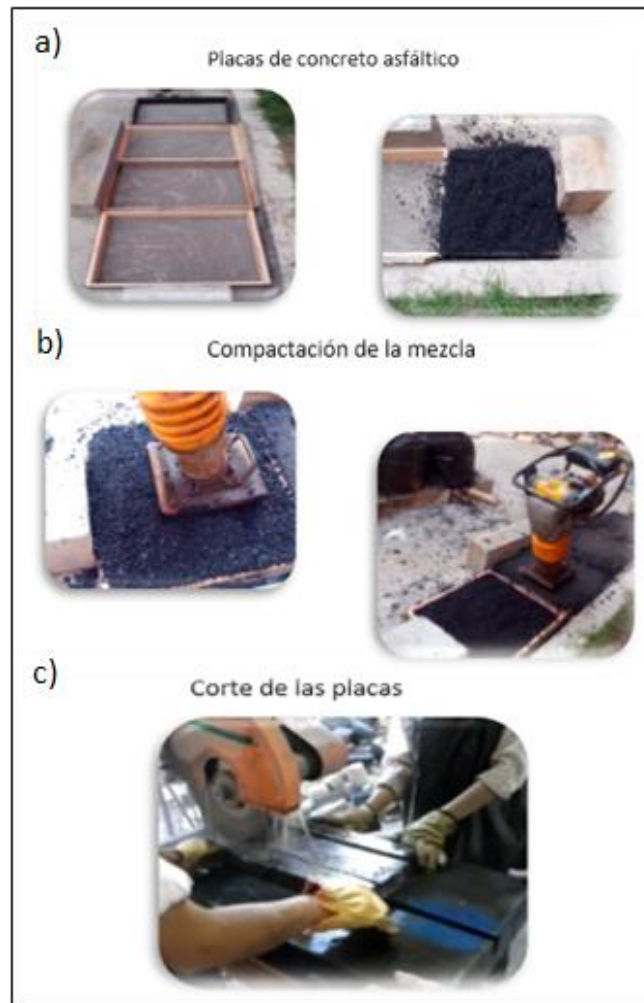 a)
Placas de concreto asfáltico
b)
Compactación de la mezcla
c)
Corte de las placas